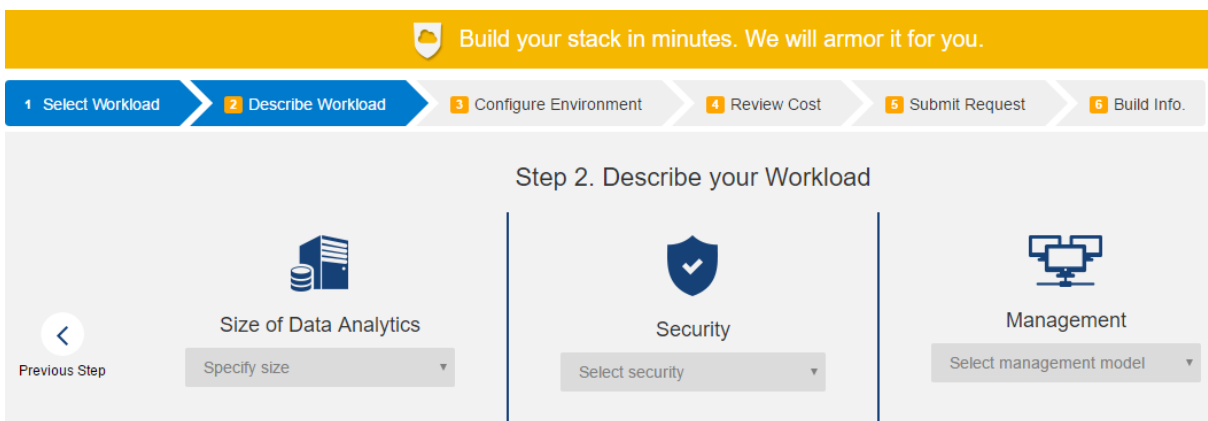 Build your stack in minutes. We will armor it for you.
1 Select Workload
2 Describe Workload
3 Configure Environment
4 Review Cost
5 Submit Request
6 Build Info.
Step 2. Describe your Workload
Previous Step
Size of Data Analytics
Specify size
Security
Select security
Management
Select management model